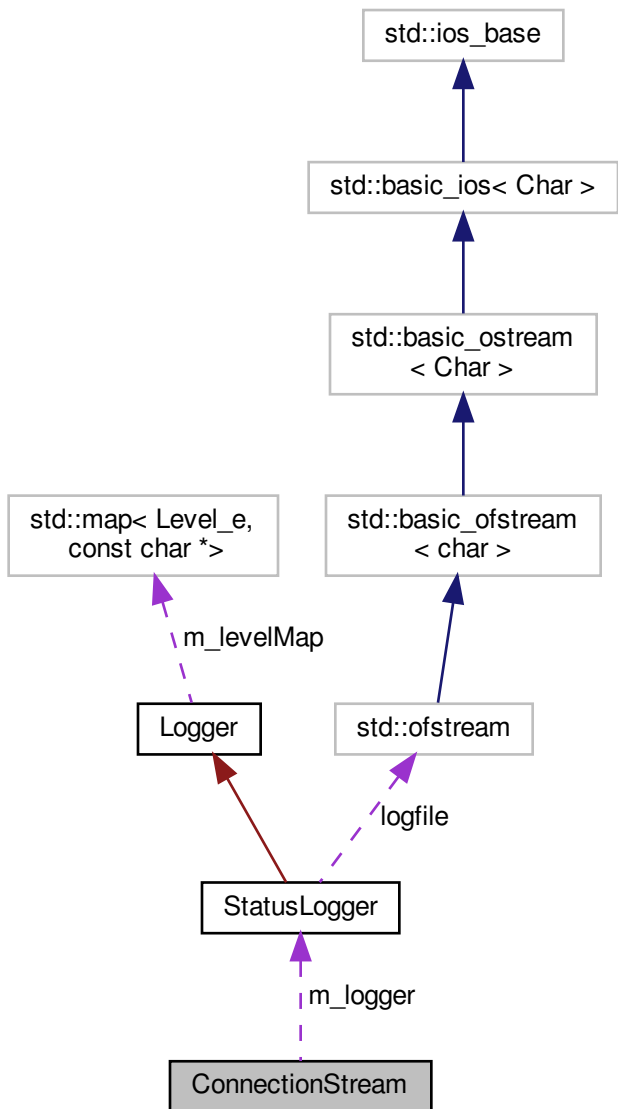 std::ios_base
std::basic_ios< Char >
std::basic_ostream
< Char >
std::map< Level_e,
const char *>
std::basic_ofstream
< char >
m_levelMap
Logger
std::ofstream
logfile
StatusLogger
m_logger
ConnectionStream